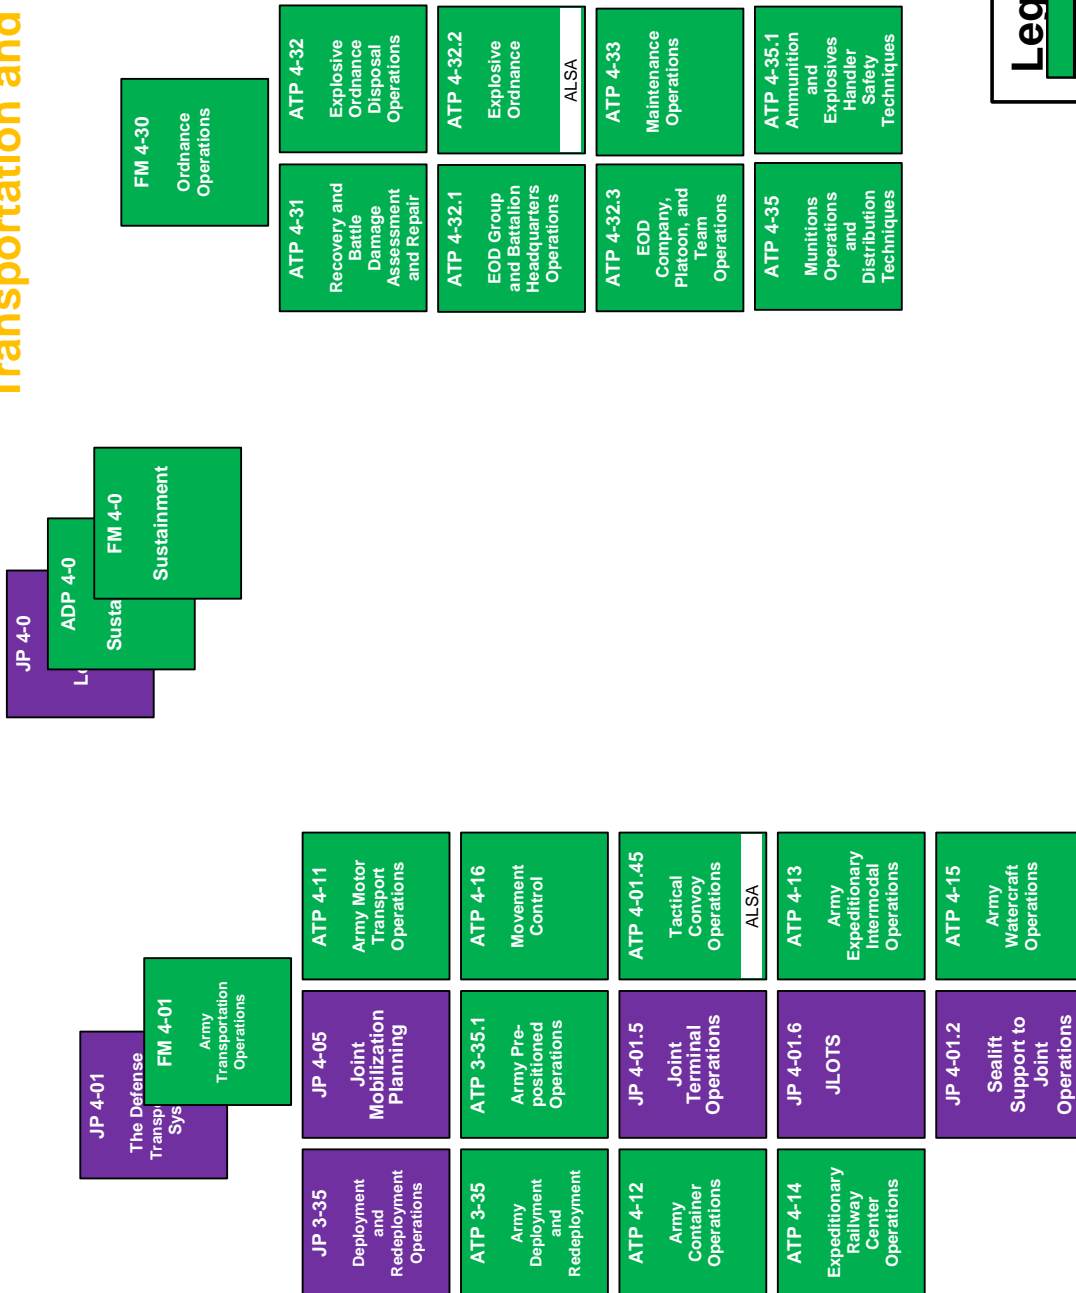 Transportation and
JP 4-0
ADP 4-0
Susta
FM 4-0
Sustainment
JP 4-01
The Defense
Transpo
Sys
FM 4-01
Army
Transportation
Operations
JP 3-35
Deployment
and
Redeployment
Operations
JP 4-05
Joint
Mobilization
Planning
ATP 4-11
Army Motor
Transport
Operations
ATP 3-35
Army
Deployment
and
Redeployment
ATP 3-35.1
Army Pre-
positioned
Operations
ATP 4-16
Movement
Control
ATP 4-12
Army
Container
Operations
JP 4-01.5
Joint
Terminal
Operations
ATP 4-01.45
Tactical
Convoy
Operations
ALSA
ATP 4-14
Expeditionary
Railway
Center
Operations
JP 4-01.6
JLOTS
ATP 4-13
Army
Expeditionary
Intermodal
Operations
JP 4-01.2
Sealift
Support to
Joint
Operations
ATP 4-15
Army
Watercraft
Operations
FM 4-30
Ordnance
Operations
ATP 4-31
Recovery and
Battle
Damage
Assessment
and Repair
ATP 4-32
Explosive
Ordnance
Disposal
Operations
ATP 4-32.1
EOD Group
and Battalion
Headquarters
Operations
ATP 4-32.2
Explosive
Ordnance
ALSA
ATP 4-32.3
EOD
Company,
Platoon, and
Team
Operations
ATP 4-33
Maintenance
Operations
ATP 4-35
Munitions
Operations
and
Distribution
Techniques
ATP 4-35.1
Ammunition
and
Explosives
Handler
Safety
Techniques
Leg